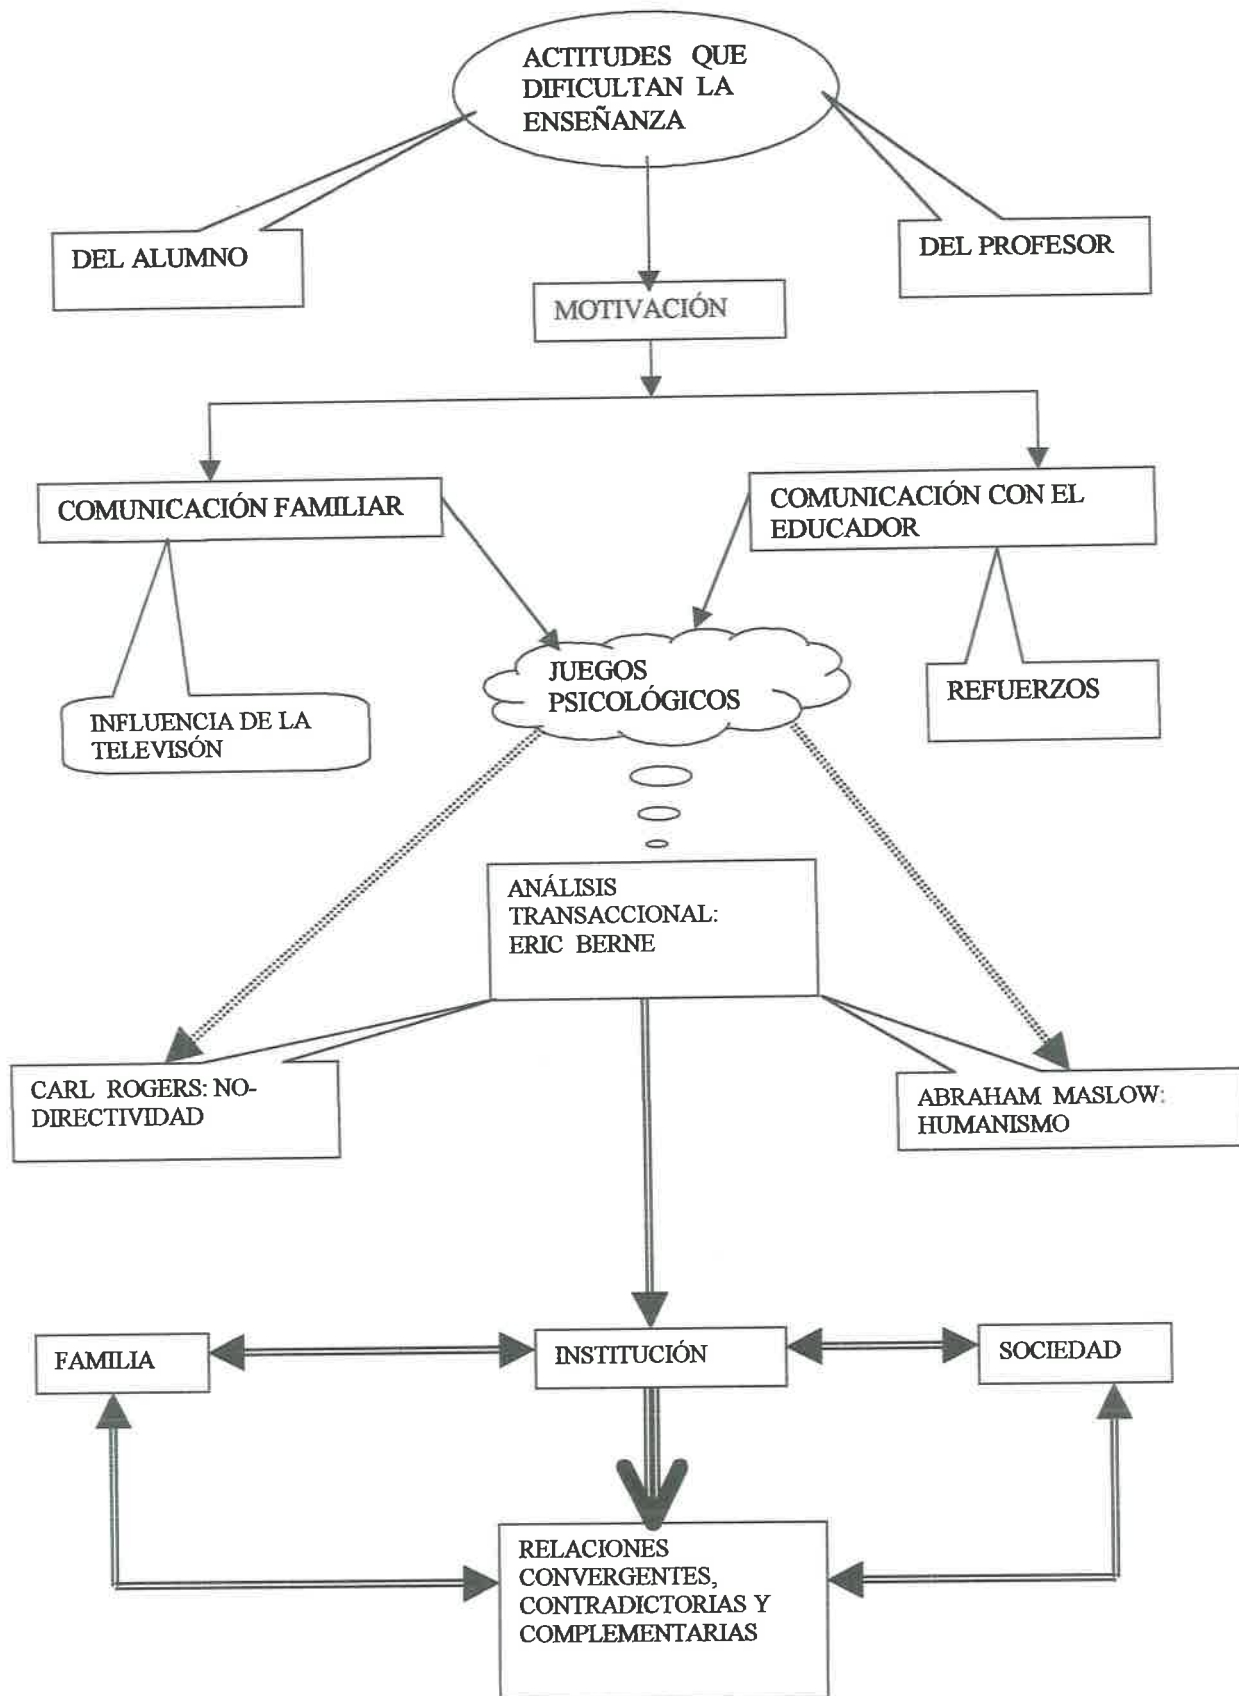 ACTITUDES QUE
DIFICULTAN LA
ENSEÑANZA
DEL ALUMNO
DEL PROFESOR
MOTIVACIÓN
COMUNICACIÓN FAMILIAR
COMUNICACIÓN CON EL
EDUCADOR
JUEGOS
PSICOLÓGICOS
INFLUENCIA DE LA
TELEVISÓN
REFUERZOS
ANÁLISIS
TRANSACCIONAL:
ERIC BERNE
CARL ROGERS: NO-
DIRECTIVIDAD
ABRAHAM MASLOW:
HUMANISMO
FAMILIA
INSTITUCIÓN
SOCIEDAD
RELACIONES
CONVERGENTES,
CONTRADICTORIAS Y
COMPLEMENTARIAS